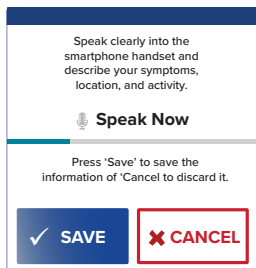 Speak clearly into the
smartphone handset and
describe your symptoms,
location, and activity.
Speak Now
Press ‘Save’ to save the
information of ‘Cancel to discard it.
SAVE
CANCEL